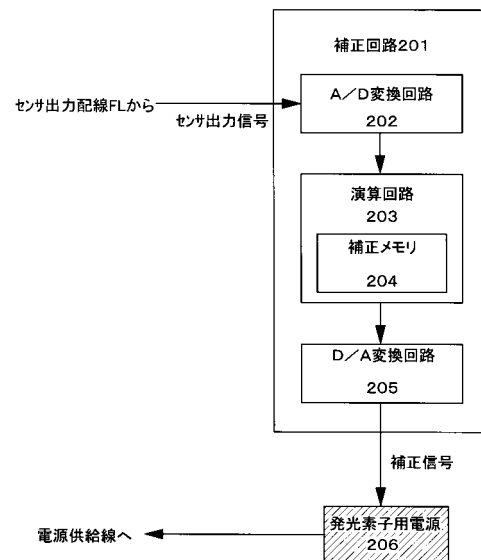 補正回路201
A/D変換回路
202
センサ出力配線FLから
センサ出力信号
演算回路
203
補正メモリ
204
D/A変換回路
205
補正信号
発光素子用電源
206
電源供給線へ